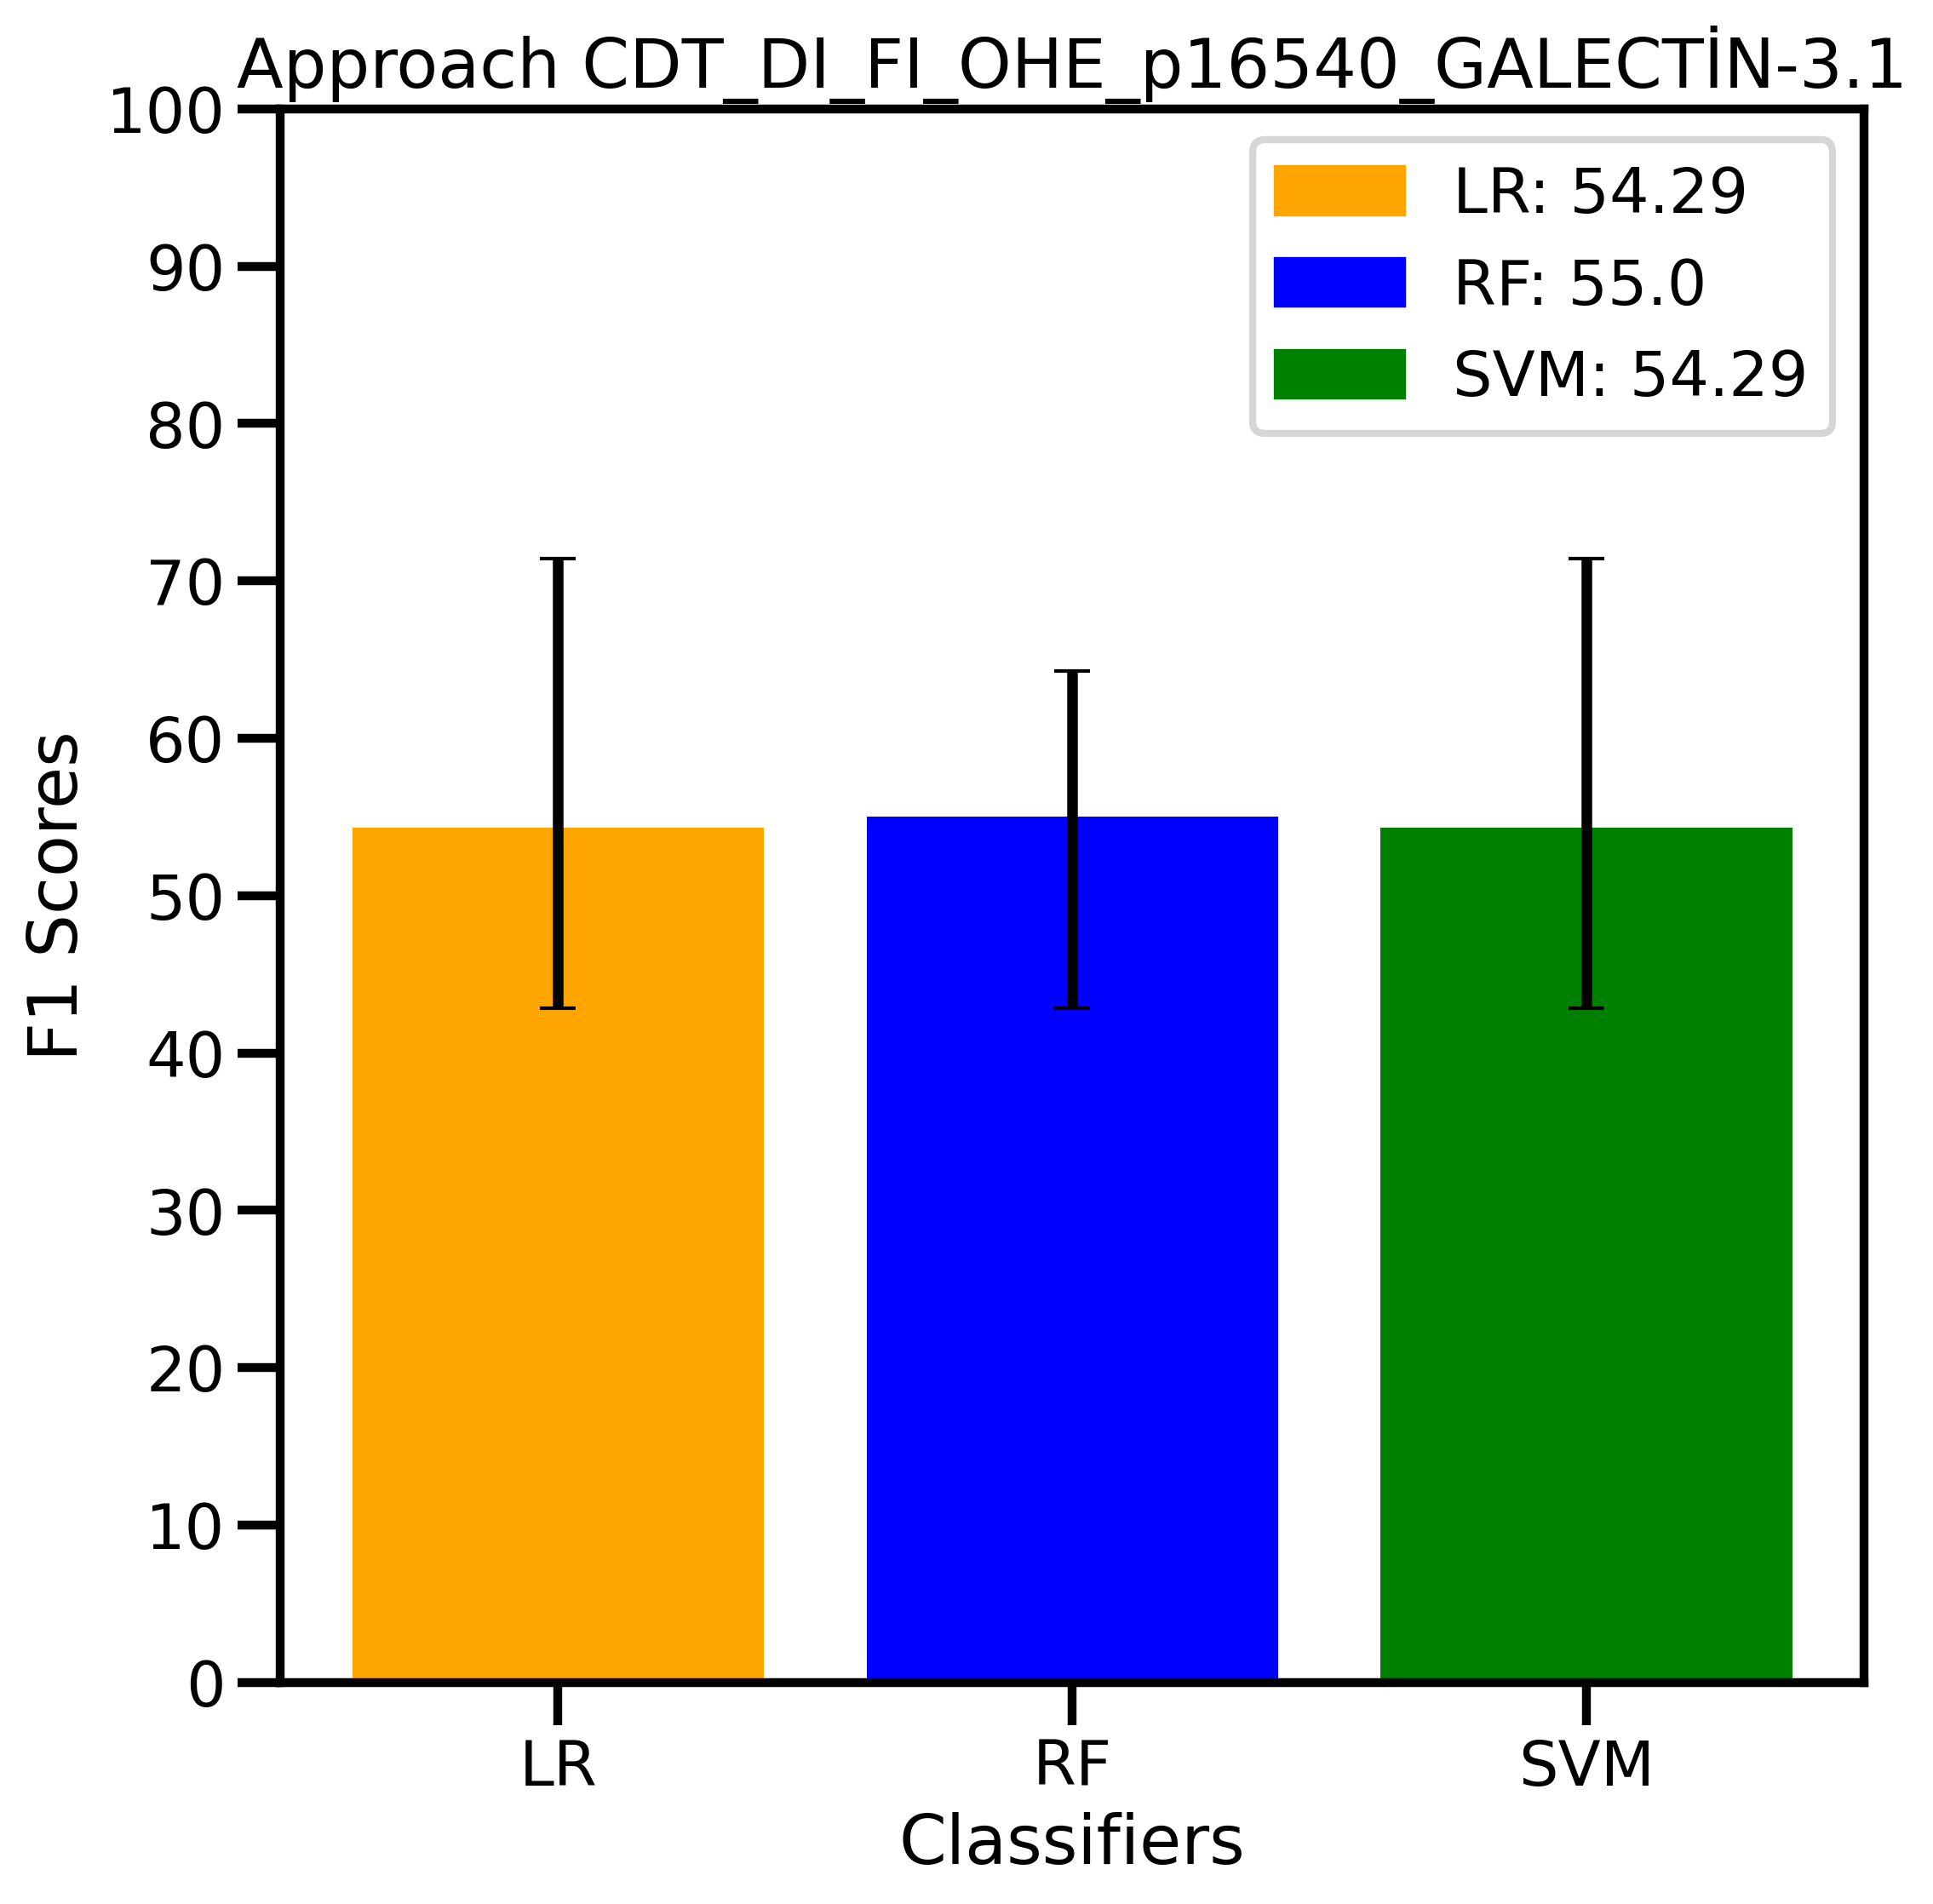 Approach CDT_DI_FI_OHE_p16540_GALECTİN-3.1
LR: 54.29
RF: 55.0
SVM: 54.29
100
90
80
70
60
50
40
30
20
10
0
F1 Scores
LR
RF
SVM
Classifiers